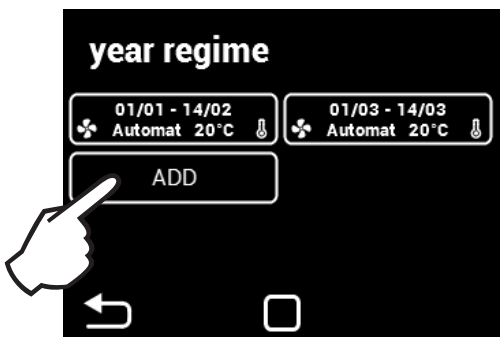 year regime
01/01 - 14/02
Automat 20°C
01/03 - 14/03
Automat 20°C
ADD